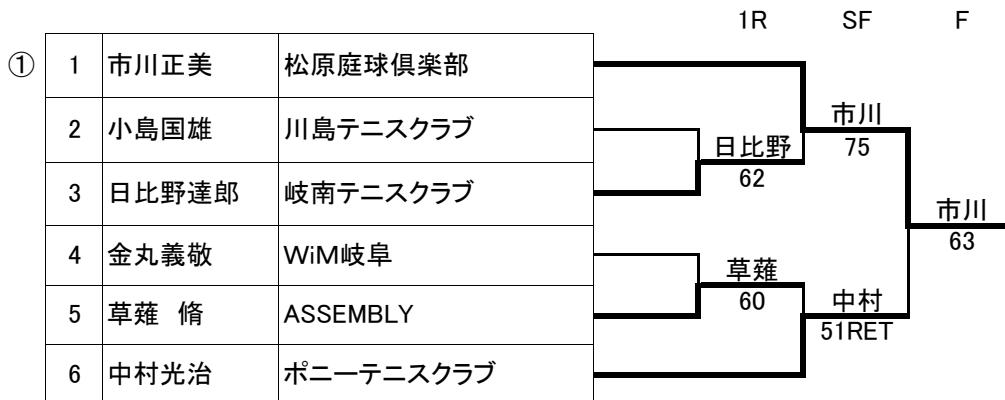 1R SF F
① 1 市川正美 松原庭球倶楽部
2 小島国雄 川島テニスクラブ
市川
75
日比野
62
3 日比野達郎 岐南テニスクラブ
市川
63
4 金丸義敬 WiM岐阜
草薙
60
5 草薙 脩 ASSEMBLY
中村
51RET
6 中村光治 ポニーテニスクラブ